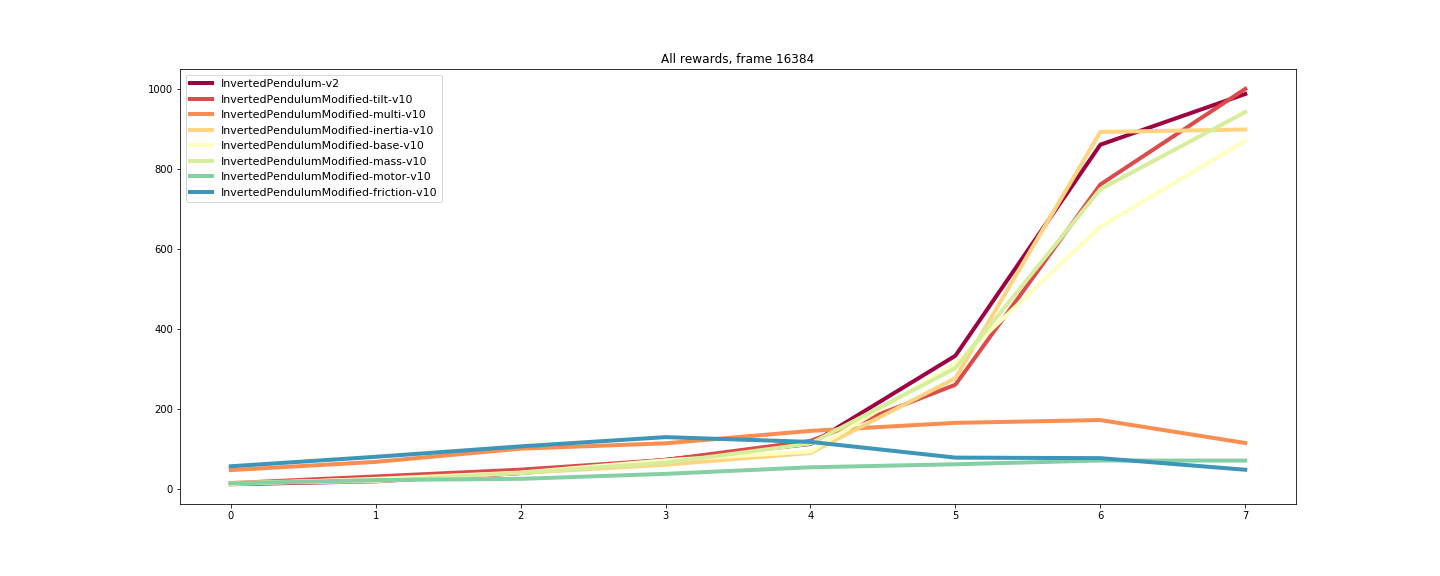 All rewards, frame 16384
InvertedPendulum-v2
InvertedPendulumModified-tilt-v10
InvertedPendulumModified-multi-v10
InvertedPendulumModified-inertia-v10
InvertedPendulumModified-base-v10
InvertedPendulumModified-mass-v10
InvertedPendulumModified-motor-v10
InvertedPendulumModified-friction-v10
1000
800
600
400
200
0
0 1 2 3 4 5 6 7